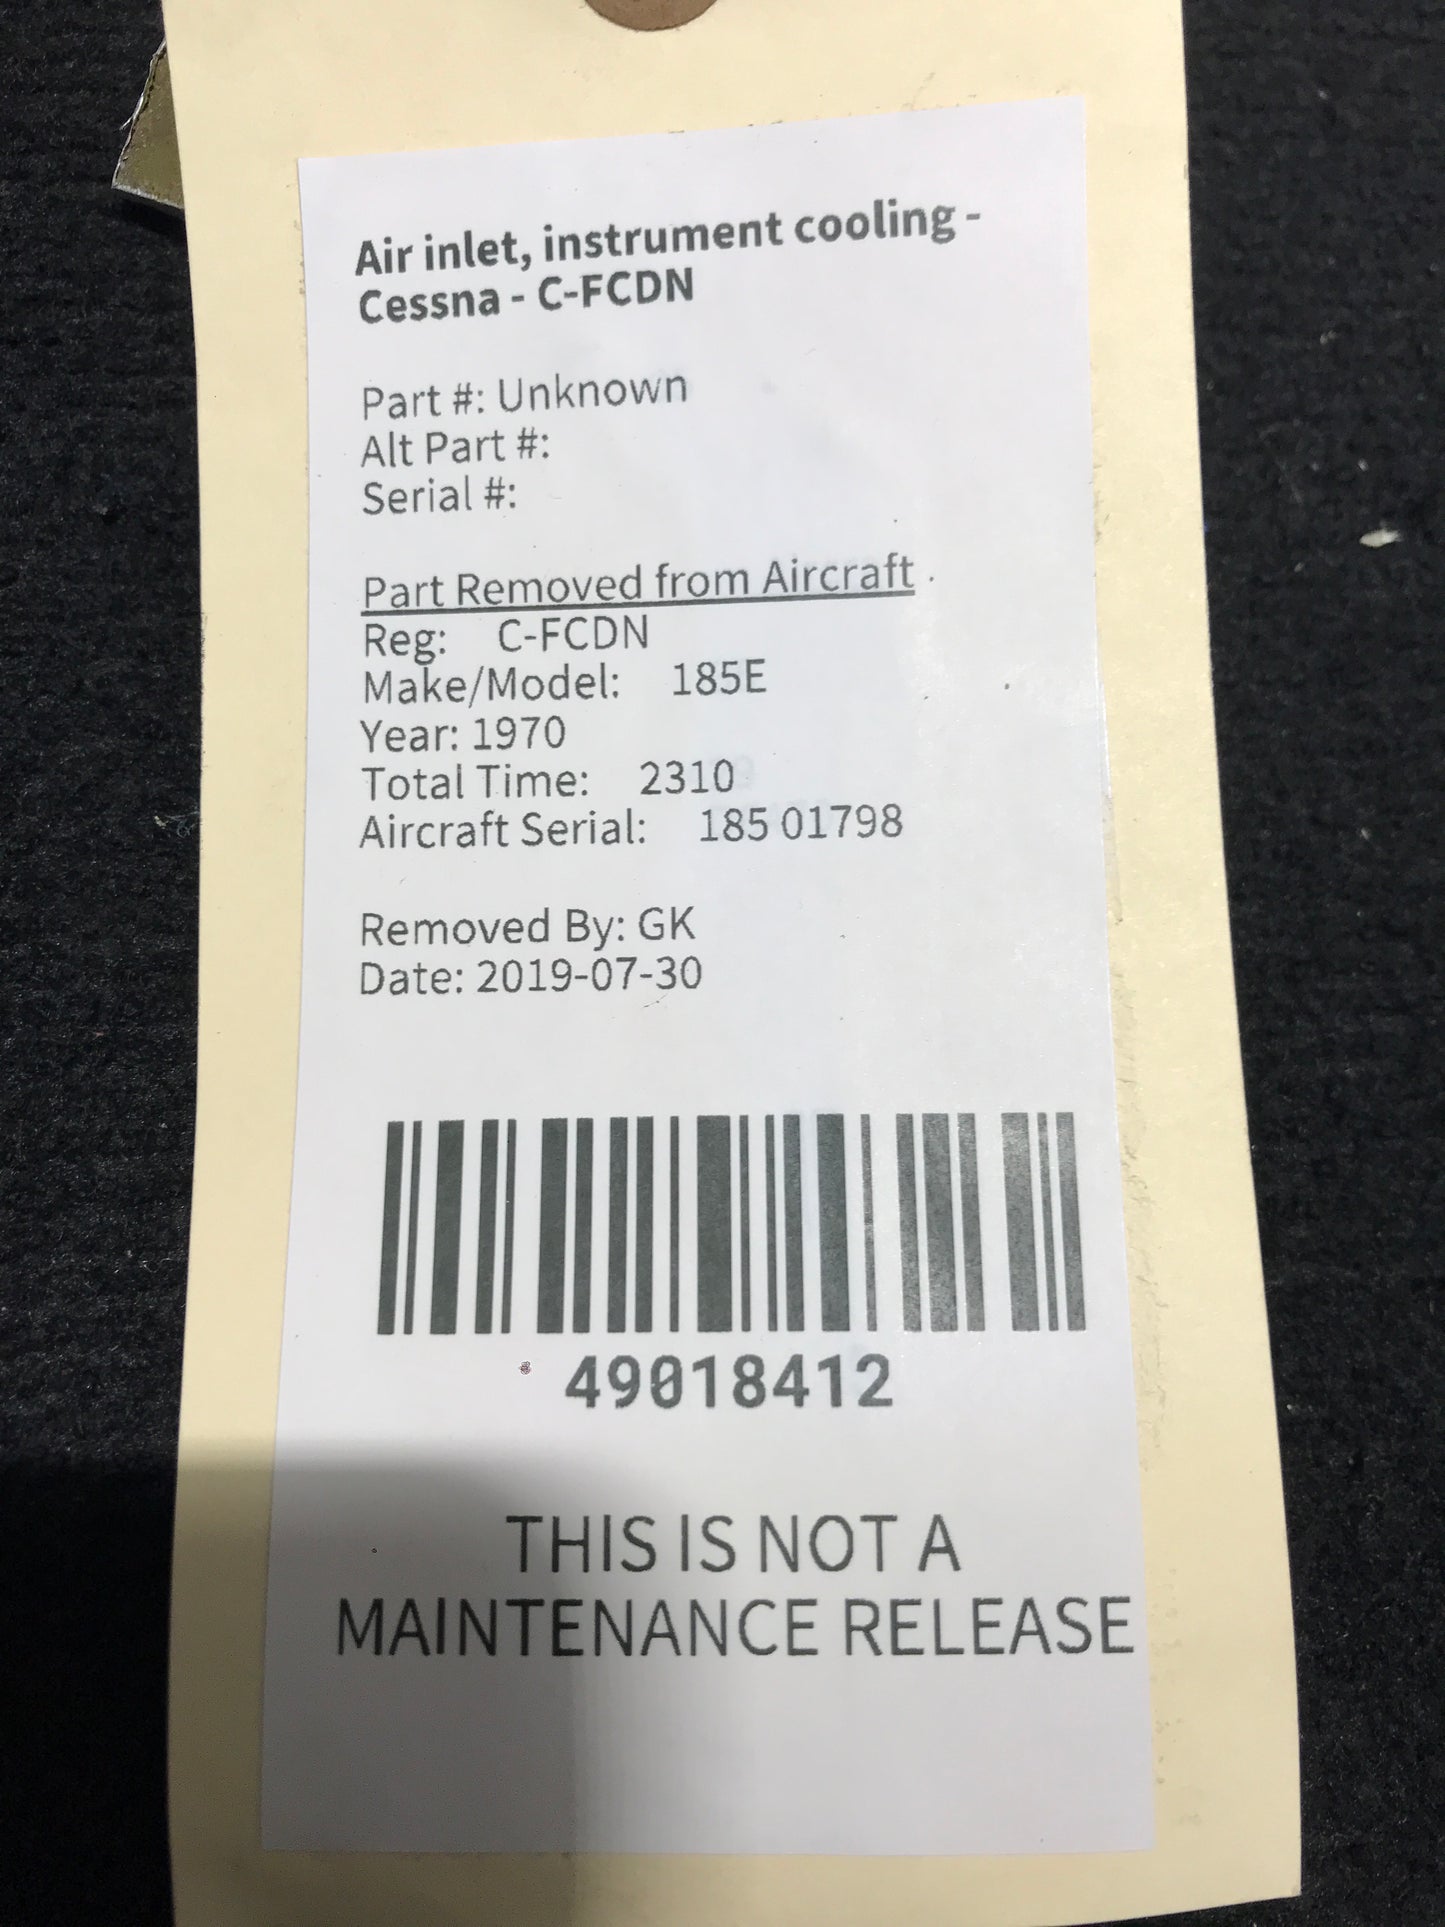 Air inlet, instrument cooling -
Cessna - C-FCDN
Part #: Unknown
Alt Part #:
Serial #:
Part Removed from Aircraft
Reg: C-FCDN
Make/Model: 185E
Year: 1970
Total Time: 2310
Aircraft Serial: 185 01798
Removed By: GK
Date: 2019-07-30
49018412
THIS IS NOT A
MAINTENANCE RELEASE